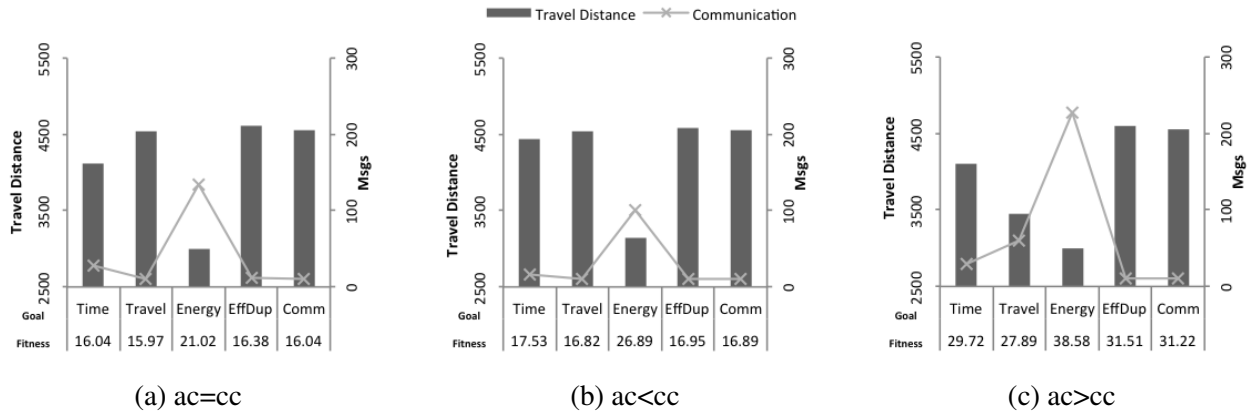 Travel Distance Communication
5500 4500 3500 2500
Travel Distance
300 200 100 0
Msgs
Goal Time Travel Energy EffDup Comm
Fitness 16.04 15.97 21.02 16.38 16.04
(a) ac=cc
5500 4500 3500 2500
Travel Distance
300 200 100 0
Msgs
Goal Time Travel Energy EffDup Comm
Fitness 17.53 16.82 26.89 16.95 16.89
(b) ac<cc
5500 4500 3500 2500
Travel Distance
300 200 100 0
Msgs
Goal Time Travel Energy EffDup Comm
Fitness 29.72 27.89 38.58 31.51 31.22
(c) ac>cc